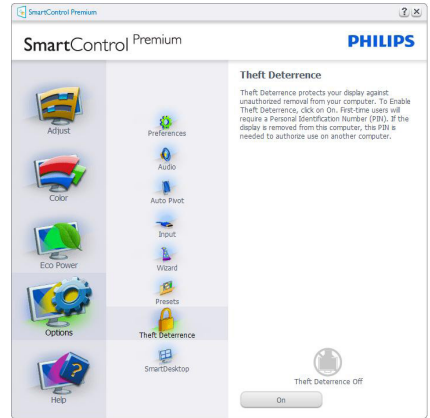 SmartControl Premium
SmartControl Premium
PHILIPS
Adjust
Color
Eco Power
Options
Help
Preferences
Audio
Auto Pivot
Input
Wizard
Presets
Theft Deterrence
SmartDesktop
Theft Deterrence
Theft Deterrence protects your display against
unauthorized removal from your computer. To Enable
Theft Deterrence, click on On. First-time users will
require a Personal Identification Number (PIN). If the
display is removed from this computer, this PIN is
needed to authorize use on another computer.
Theft Deterrence Off
On